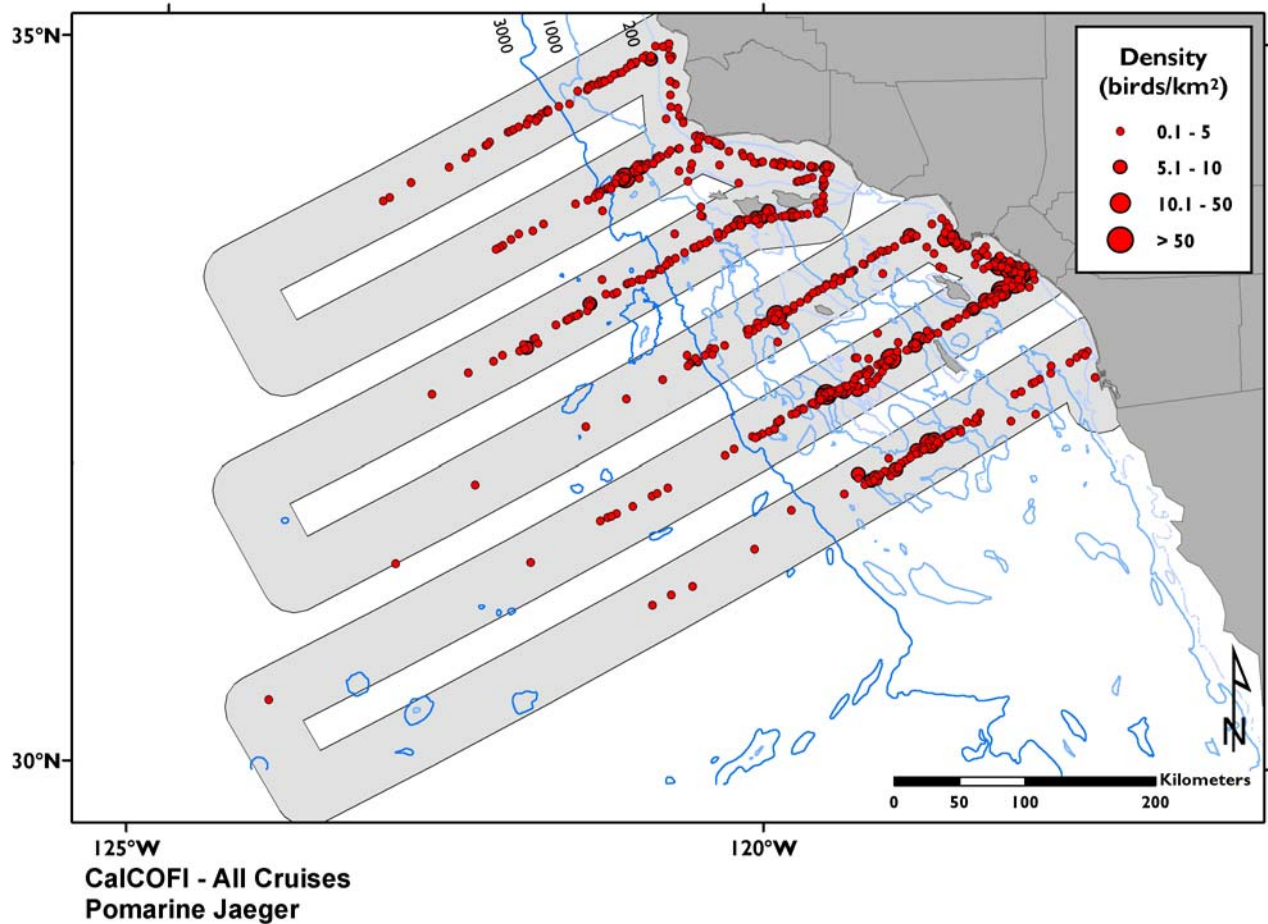 35°N
3000
1000
200
Density
(birds/km²)
0.1 - 5
5.1 - 10
10.1 - 50
> 50
N
30°N
Kilometers
0 50 100 200
125°W 120°W
CalCOFI - All Cruises
Pomarine Jaeger